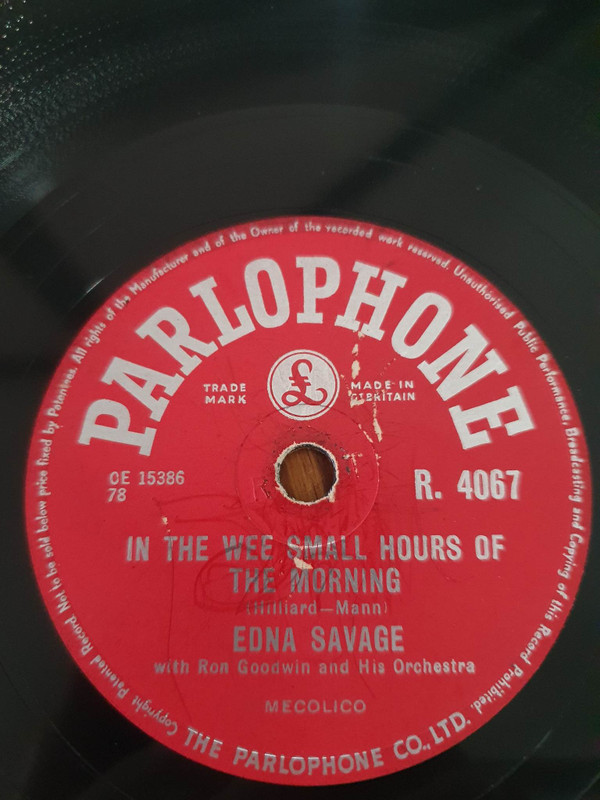 All rights of the Manufacturer and of the Owner of the recorded work reserved. Unauthorised Public Performance, Broadcasting and Copying of this Record Prohibited.
Copyright Patented Record Not to be sold below price fixed by Patentees.
PARLOPHONE
£
TRADE MARK
MADE IN GT BRITAIN
CE 15386
78
R. 4067
IN THE WEE SMALL HOURS OF
THE MORNING
(Hilliard—Mann)
EDNA SAVAGE
with Ron Goodwin and His Orchestra
MECOLICO
THE PARLOPHONE CO., LTD.